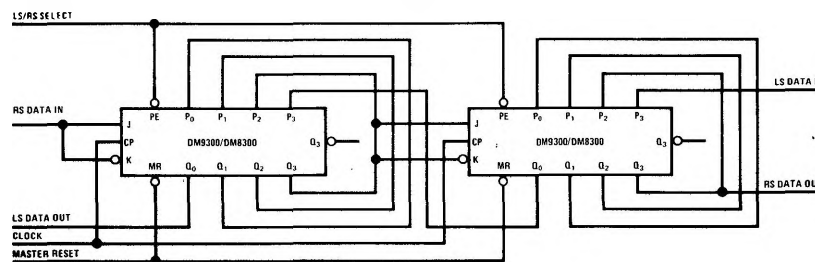 LS/RS SELECT
LS DATA
RS DATA IN
PE P0 P1 P2 P3
PE P0 P1 P2 P3
J
CP DM9300/DM8300 Q3
K
MR Q0 Q1 Q2 Q3
J
CP DM9300/DM8300 Q3
K
MR Q0 Q1 Q2 Q3
LS DATA OUT
RS DATA OU
CLOCK
MASTER RESET